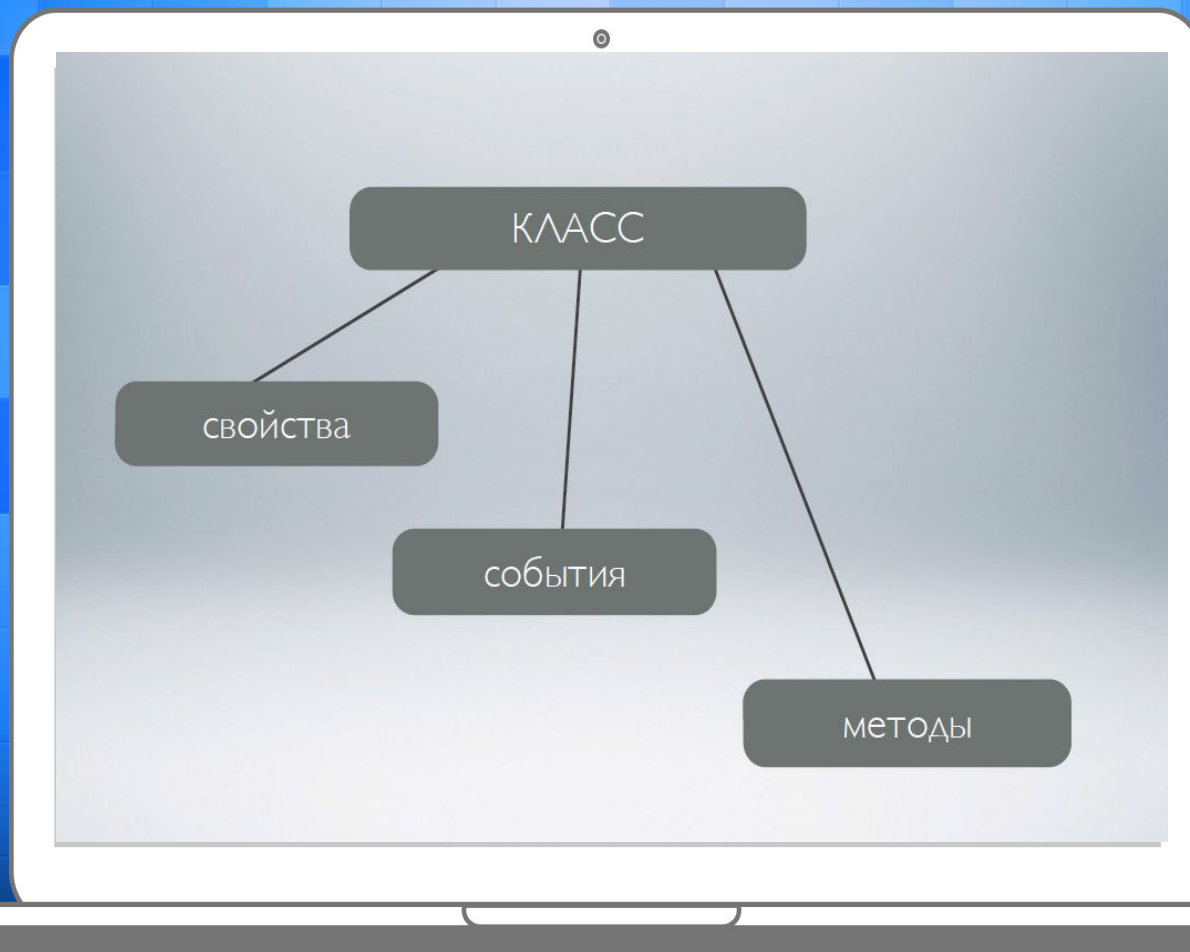 КЛАСС
свойства
события
методы